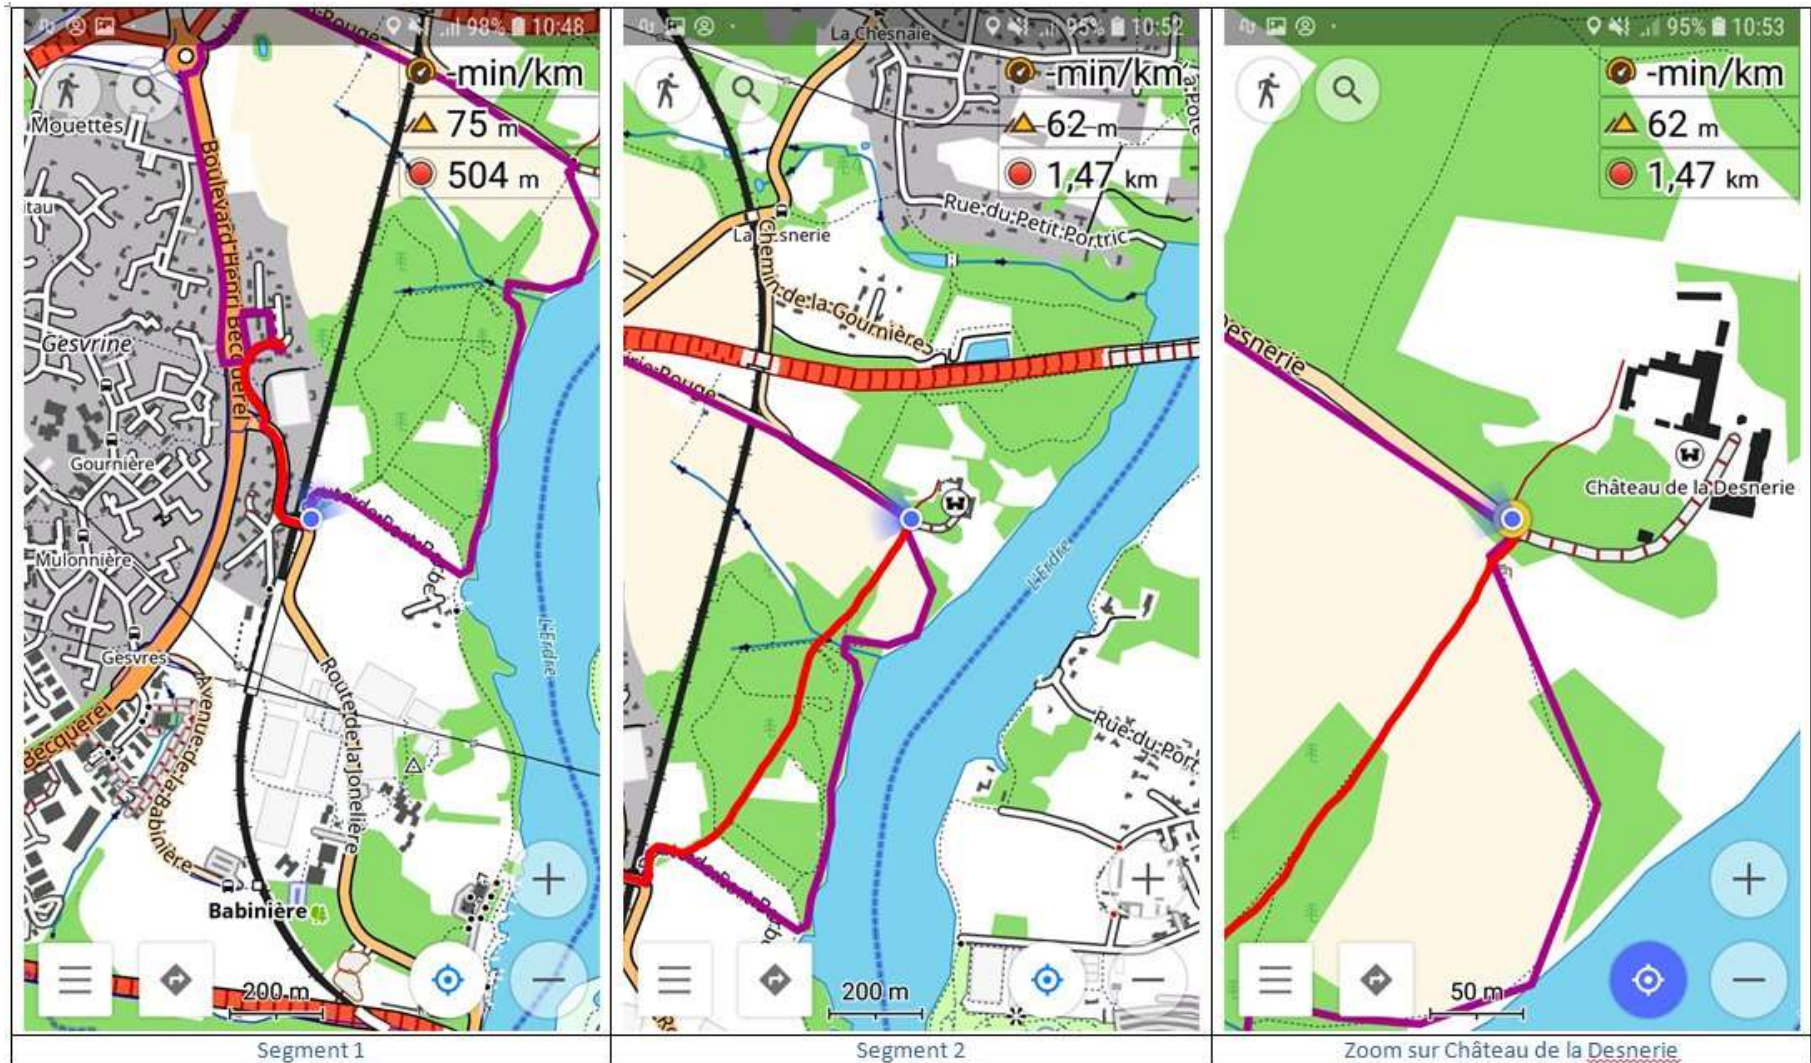 98% 10:48
-min/km
75 m
504 m
Mouettes
Boulevard Henri Becquerel
Gesvrine
Gournière
Mulonnière
Gesvres
L'Erdre
Becquerel
Avenue de la Babinière
Route de la Jonelière
Babinière
200 m
Segment 1
95% 10:52
La Chesnaie
-min/km
62 m
1,47 km
Rue du Petit Portric
Chemin de la Gournière
L'Erdre
Rue du Port
200 m
Segment 2
95% 10:53
-min/km
62 m
1,47 km
Desnerie
Château de la Desnerie
50 m
Zoom sur Château de la Desnerie